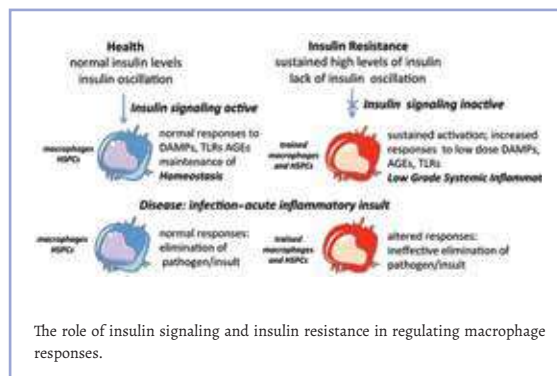 Health
normal insulin levels
insulin oscillation
Insulin signaling active
macrophages
HSPCs
normal responses to
DAMPs, TLRs AGEs
maintenance of
Homeostasis
Insulin Resistance
sustained high levels of insulin
lack of insulin oscillation
Insulin signaling inactive
trained
macrophages
and HSPCs
sustained activation; increased
responses to low dose DAMPs,
AGEs, TLRs
Low Grade Systemic Inflammat
Disease: infection-acute inflammatory insult
macrophages
HSPCs
normal responses:
elimination of
pathogen/insult
trained
macrophages
and HSPCs
altered responses:
ineffective elimination of
pathogen/insult
The role of insulin signaling and insulin resistance in regulating macrophage
responses.